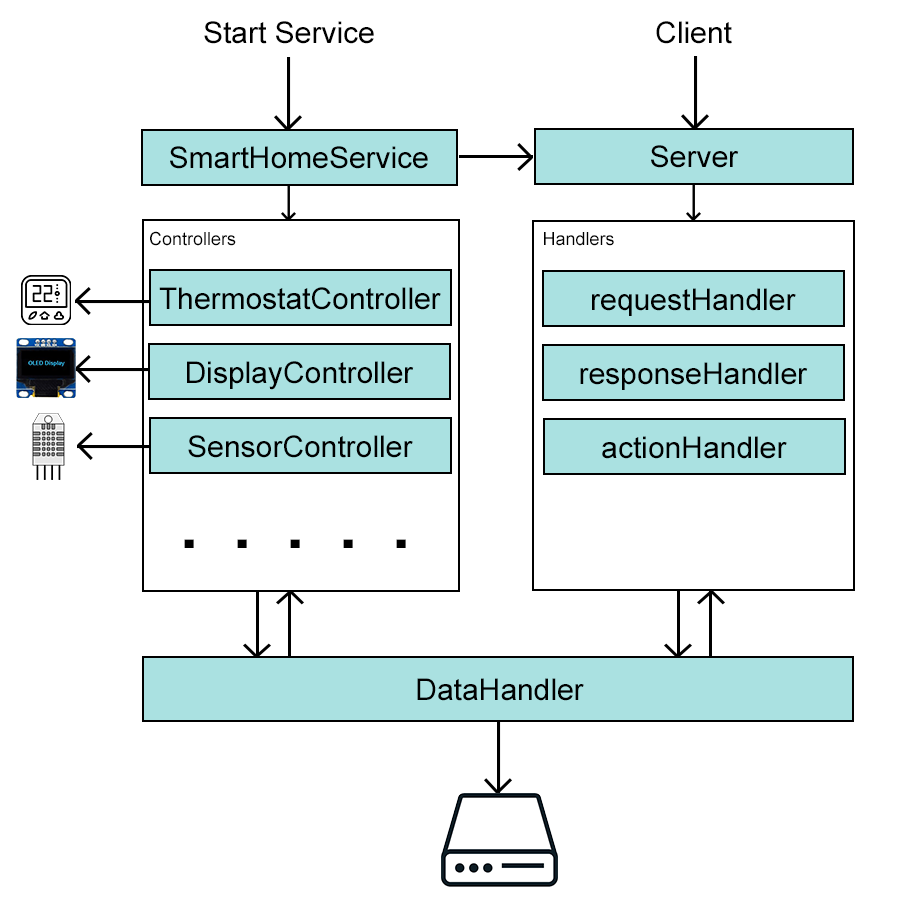 Start Service
Client
SmartHomeService
Server
Controllers
Handlers
ThermostatController
requestHandler
22
OLED Display
DisplayController
responseHandler
SensorController
actionHandler
DataHandler